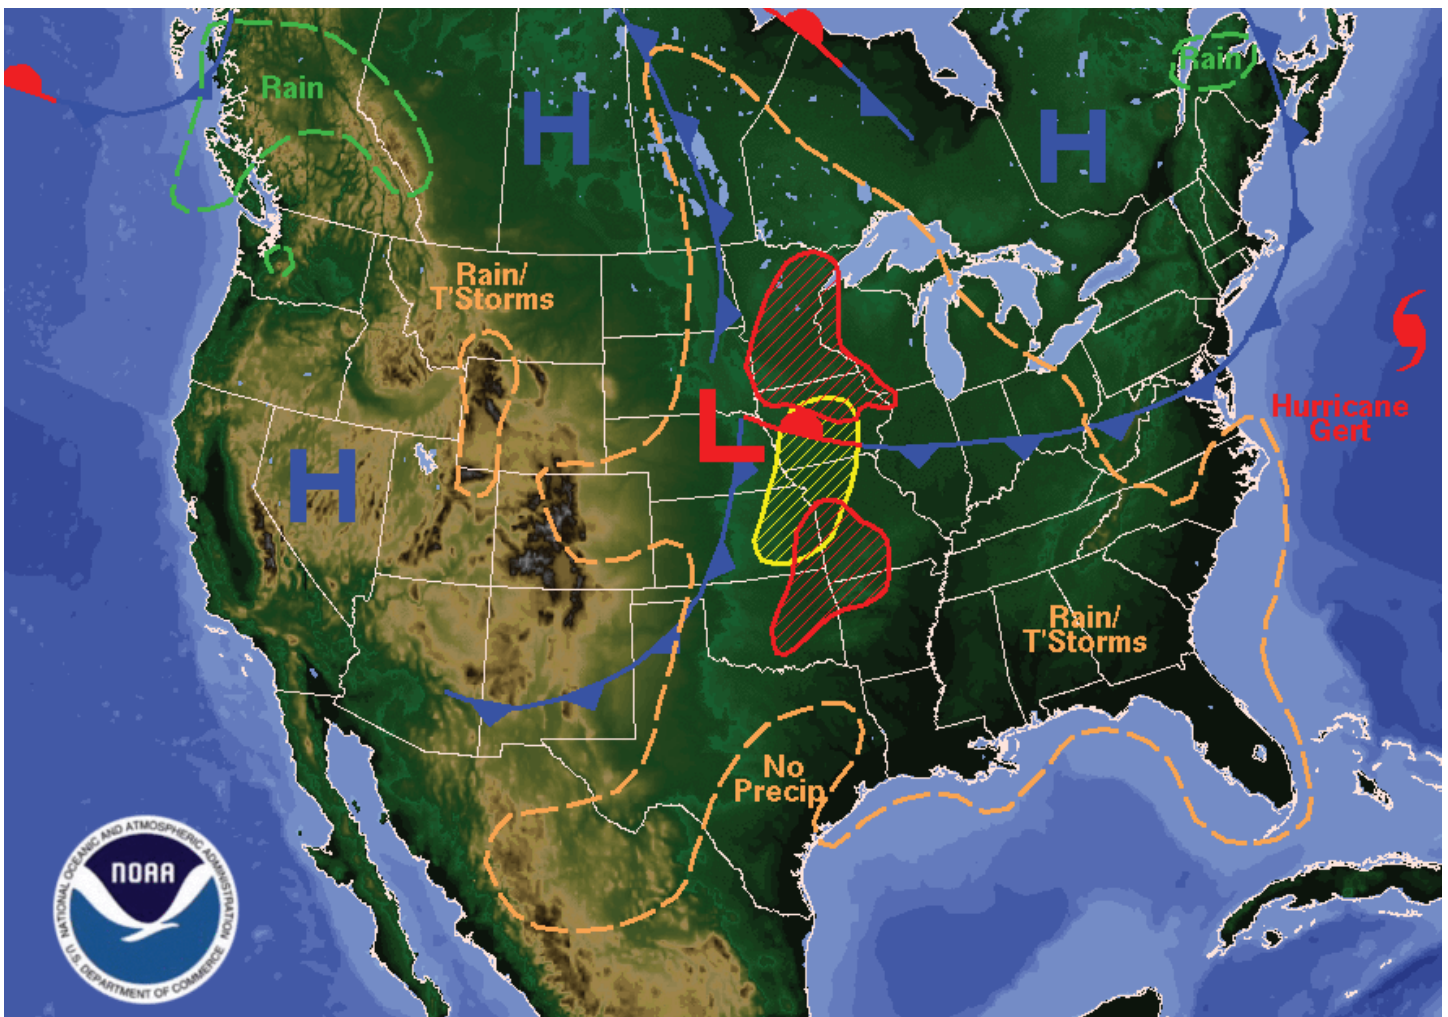 Rain
Rain
H
H
Rain/
T'Storms
L
Hurricane
Gert
H
Rain/
T'Storms
No
Precip
NATIONAL OCEANIC AND ATMOSPHERIC ADMINISTRATION
NOAA
U.S. DEPARTMENT OF COMMERCE